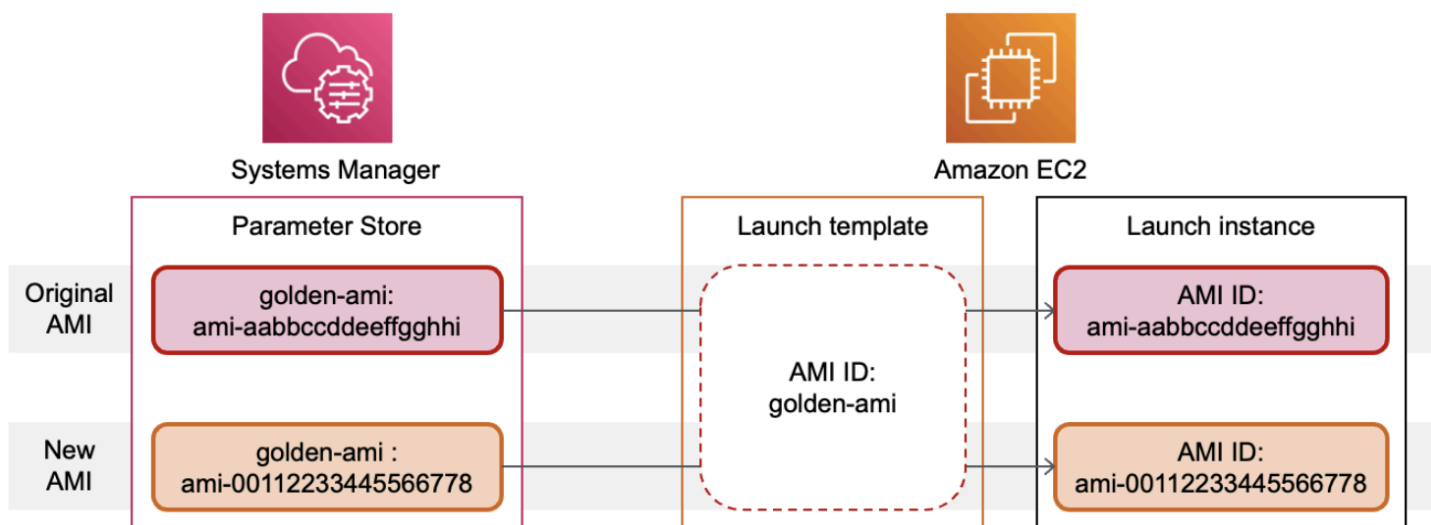 Systems Manager
Amazon EC2
Parameter Store
Launch template
Launch instance
Original
AMI
golden-ami:
ami-aabbccddeeffgghhi
AMI ID:
golden-ami
AMI ID:
ami-aabbccddeeffgghhi
New
AMI
golden-ami :
ami-00112233445566778
AMI ID:
ami-00112233445566778